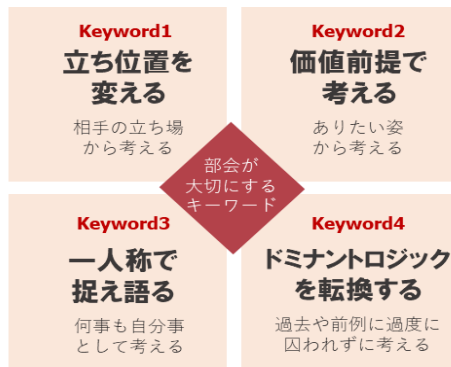 Keyword1
立ち位置を
変える
相手の立ち場
から考える
Keyword2
価値前提で
考える
ありたい姿
から考える
部会が
大切にする
キーワード
Keyword3
一人称で
捉え語る
何事も自分事
として考える
Keyword4
ドミナントロジック
を転換する
過去や前例に過度に
囚われずに考える